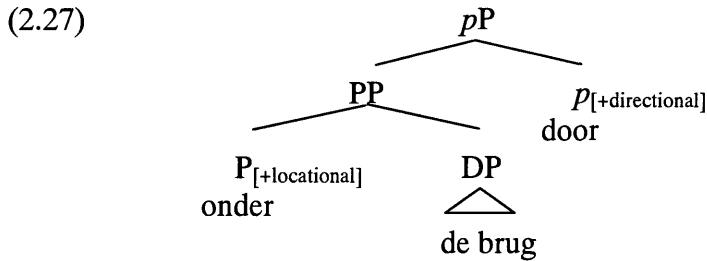 (2.27) pP
PP p[+directional]
door
P[+locational] DP
onder
de brug